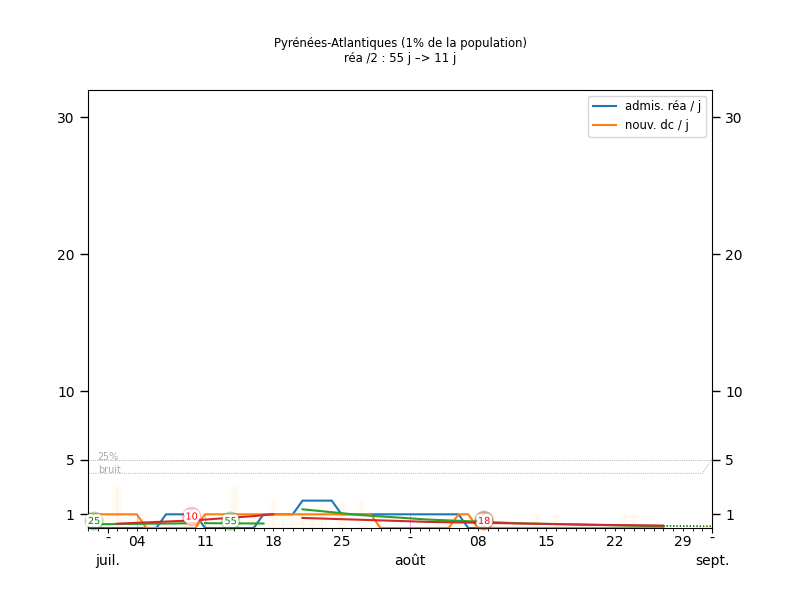 Pyrénées-Atlantiques (1% de la population)
réa /2 : 55 j –> 11 j
admis. réa / j
nouv. dc / j
30 30
20 20
10 10
5 5
25%
bruit
1 1
25 10 55 18
- 04 11 18 25 - 08 15 22 29 -
juil. août sept.